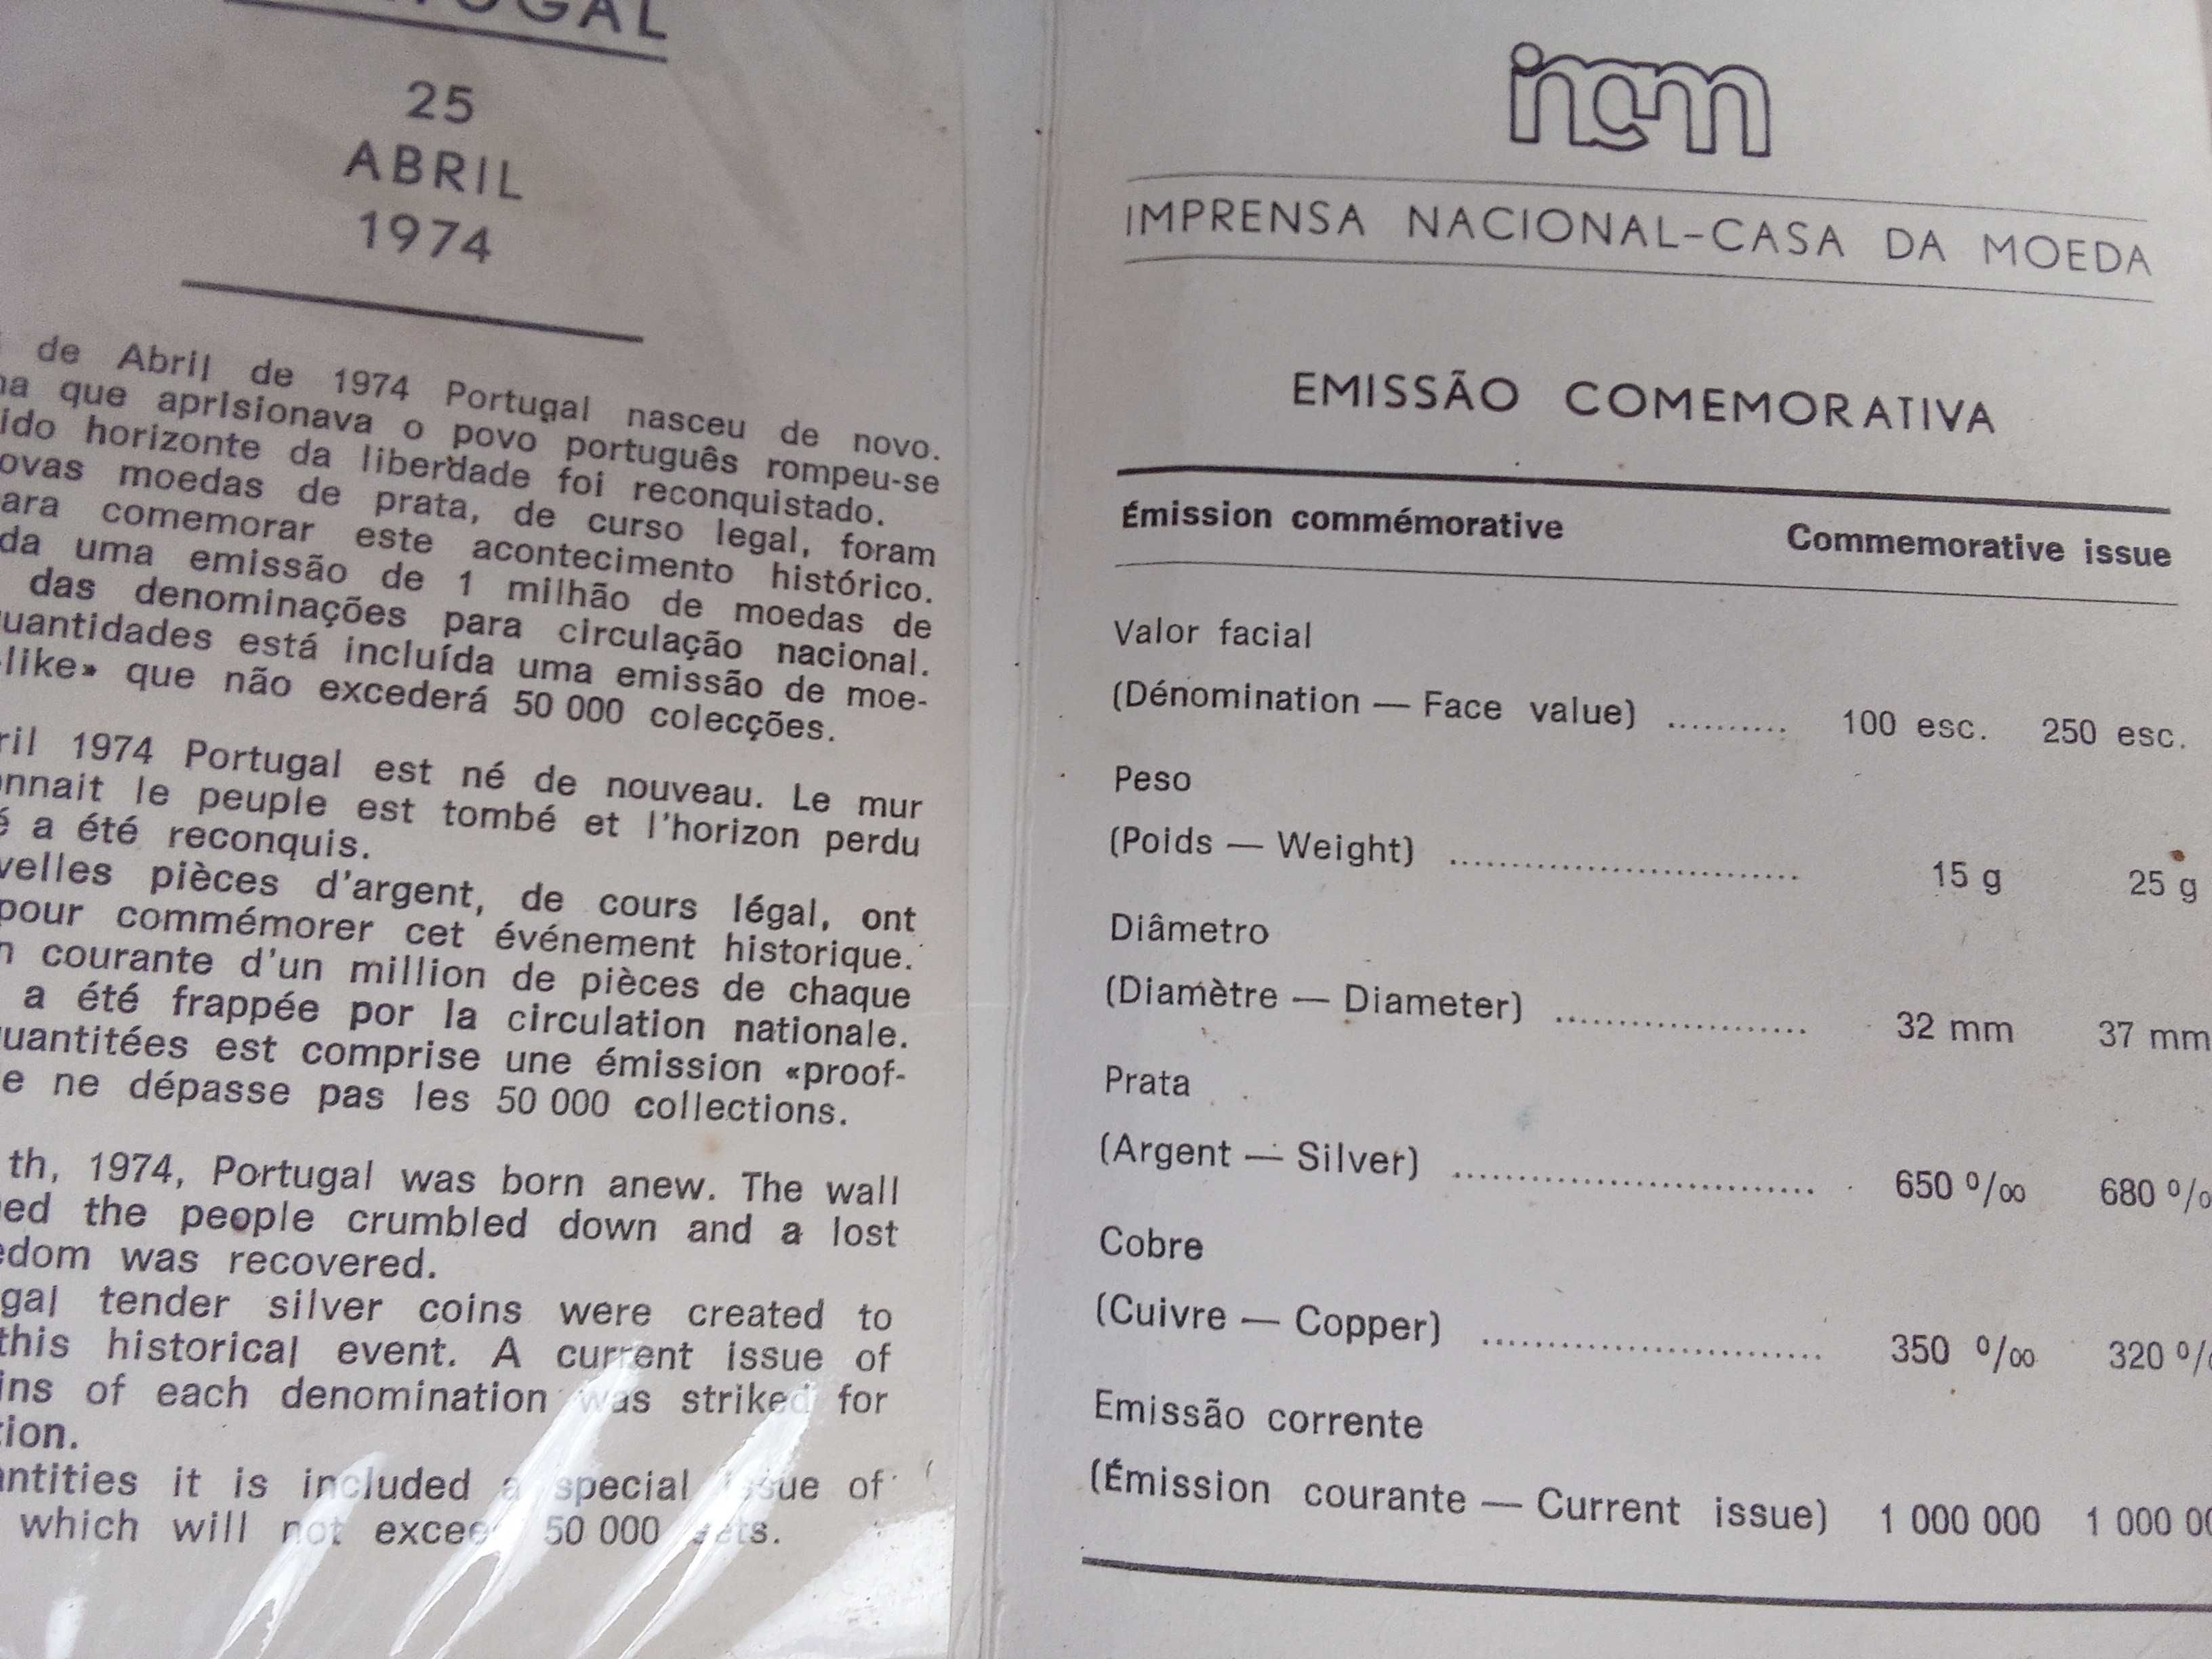 25
ABRIL
1974
de Abril de 1974 Portugal nasceu de novo.
que aprisionava o povo português rompeu-se
horizonte da liberdade foi reconquistado.
moedas de prata, de curso legal, foram
comemorar este acontecimento histórico.
uma emissão de 1 milhão de moedas de
das denominações para circulação nacional.
está incluída uma emissão de moe-
like» que não excederá 50 000 colecções.
1974 Portugal est né de nouveau. Le mur
le peuple est tombé et l'horizon perdu
a été reconquis.
pièces d'argent, de cours légal, ont
pour commémorer cet événement historique.
courante d'un million de pièces de chaque
a été frappée por la circulation nationale.
est comprise une émission «proof-
ne dépasse pas les 50 000 collections.
th, 1974, Portugal was born anew. The wall
the people crumbled down and a lost
was recovered.
tender silver coins were created to
this historical event. A current issue of
of each denomination was striked for
it is included a special issue of
which will not exceed 50 000 sets.
incm
IMPRENSA NACIONAL-CASA DA MOEDA
EMISSÃO COMEMORATIVA
Émission commémorative Commemorative issue
Valor facial
(Dénomination — Face value) .......... 100 esc. 250 esc.
Peso
(Poids — Weight) .......... 15 g 25 g
Diâmetro
(Diamètre — Diameter) .......... 32 mm 37 mm
Prata
(Argent — Silver) .......... 650 ‰ 680
Cobre
(Cuivre — Copper) .......... 350 ‰ 320
Emissão corrente
(Émission courante — Current issue) 1 000 000 1 000